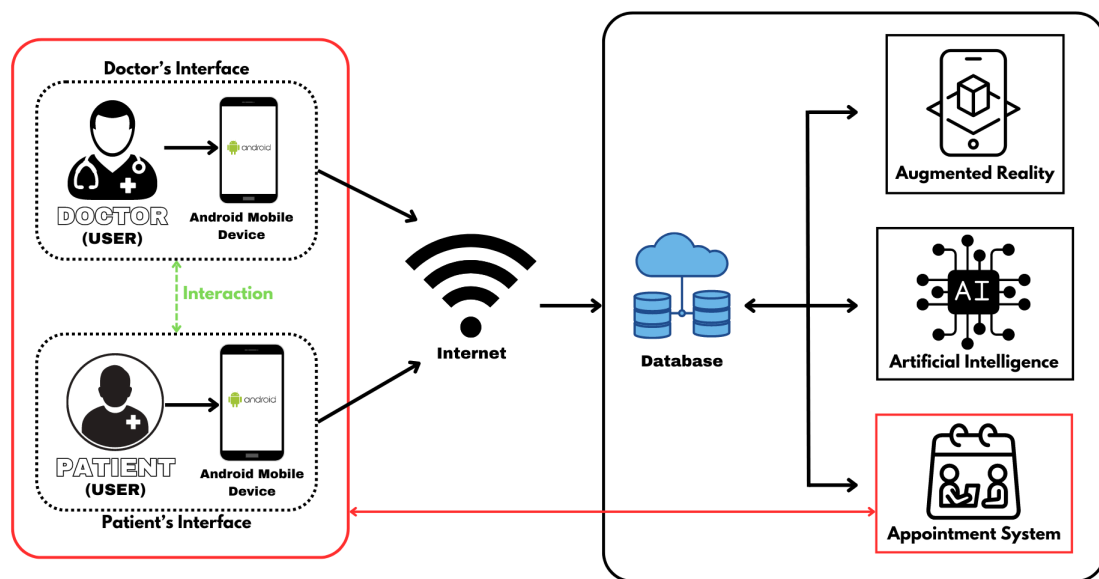 Doctor's Interface
android
DOCTOR
(USER)
Android Mobile
Device
Interaction
android
PATIENT
(USER)
Android Mobile
Device
Patient's Interface
Internet
Database
Augmented Reality
AI
Artificial Intelligence
Appointment System